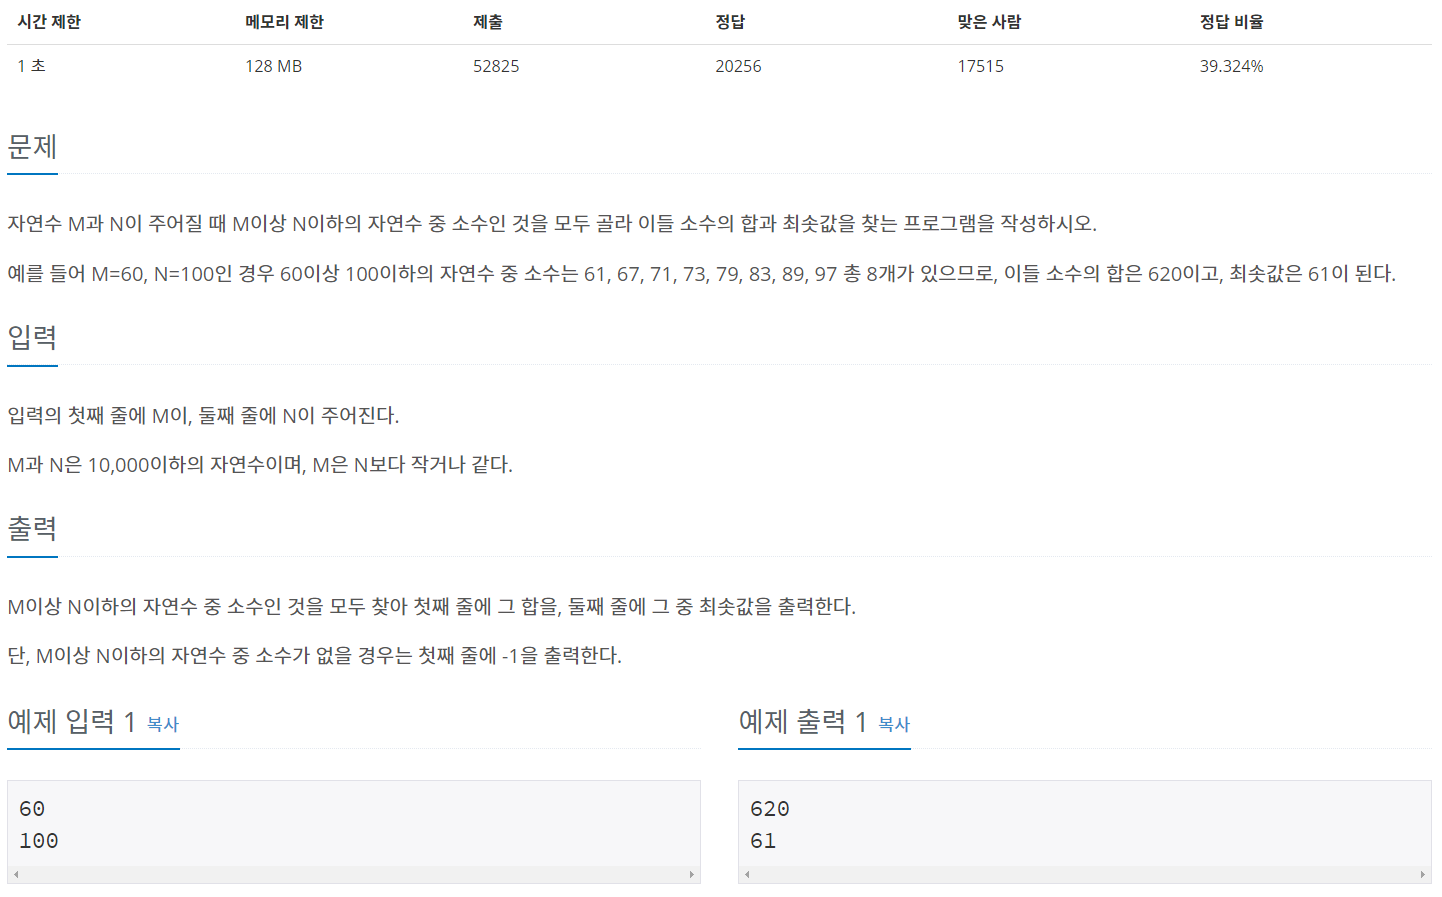 시간 제한 메모리 제한 제출 정답 맞은 사람 정답 비율
1 초 128 MB 52825 20256 17515 39.324%
문제
자연수 M과 N이 주어질 때 M이상 N이하의 자연수 중 소수인 것을 모두 골라 이들 소수의 합과 최솟값을 찾는 프로그램을 작성하시오.
예를 들어 M=60, N=100인 경우 60이상 100이하의 자연수 중 소수는 61, 67, 71, 73, 79, 83, 89, 97 총 8개가 있으므로, 이들 소수의 합은 620이고, 최솟값은 61이 된다.
입력
입력의 첫째 줄에 M이, 둘째 줄에 N이 주어진다.
M과 N은 10,000이하의 자연수이며, M은 N보다 작거나 같다.
출력
M이상 N이하의 자연수 중 소수인 것을 모두 찾아 첫째 줄에 그 합을, 둘째 줄에 그 중 최솟값을 출력한다.
단, M이상 N이하의 자연수 중 소수가 없을 경우는 첫째 줄에 -1을 출력한다.
예제 입력 1 복사
60
100
예제 출력 1 복사
620
61